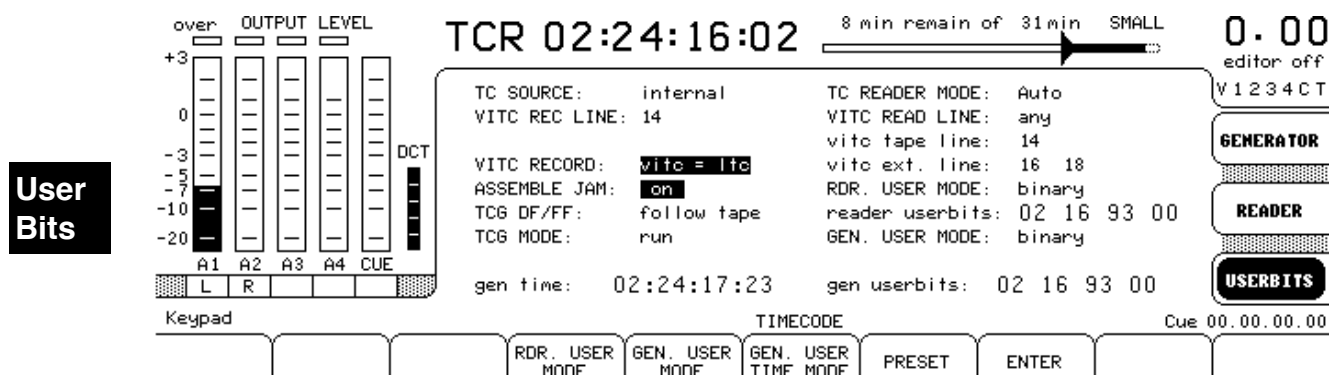 User
Bits
over OUTPUT LEVEL
+3
0
-3
-5
-7
-10
-20
DCT
A1 A2 A3 A4 CUE
L R
TCR 02:24:16:02
8 min remain of 31min SMALL
0.00
editor off
V1234CT
TC SOURCE: internal
VITC REC LINE: 14
VITC RECORD: vitc = ltc
ASSEMBLE JAM: on
TCG DF/FF: follow tape
TCG MODE: run
gen time: 02:24:17:23
TC READER MODE: Auto
VITC READ LINE: any
vitc tape line: 14
vitc ext. line: 16 18
RDR. USER MODE: binary
reader userbits: 02 16 93 00
GEN. USER MODE: binary
gen userbits: 02 16 93 00
GENERATOR
READER
USERBITS
Keypad
TIMECODE
Cue 00.00.00.00
RDR. USER
MODE
GEN. USER
MODE
GEN. USER
TIME MODE
PRESET
ENTER